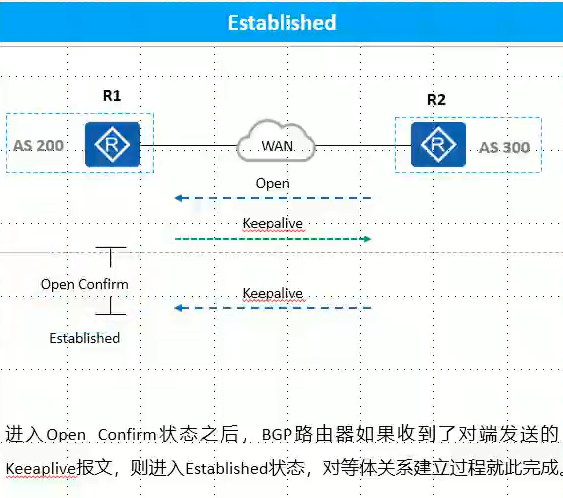 Established
R1
R2
AS 200
R
WAN
R
AS 300
Open
Keepalive
Keepalive
Open Confirm
Established
进入Open Confirm状态之后，BGP路由器如果收到了对端发送的
Keeaplive报文，则进入Established状态，对等体关系建立过程就此完成。